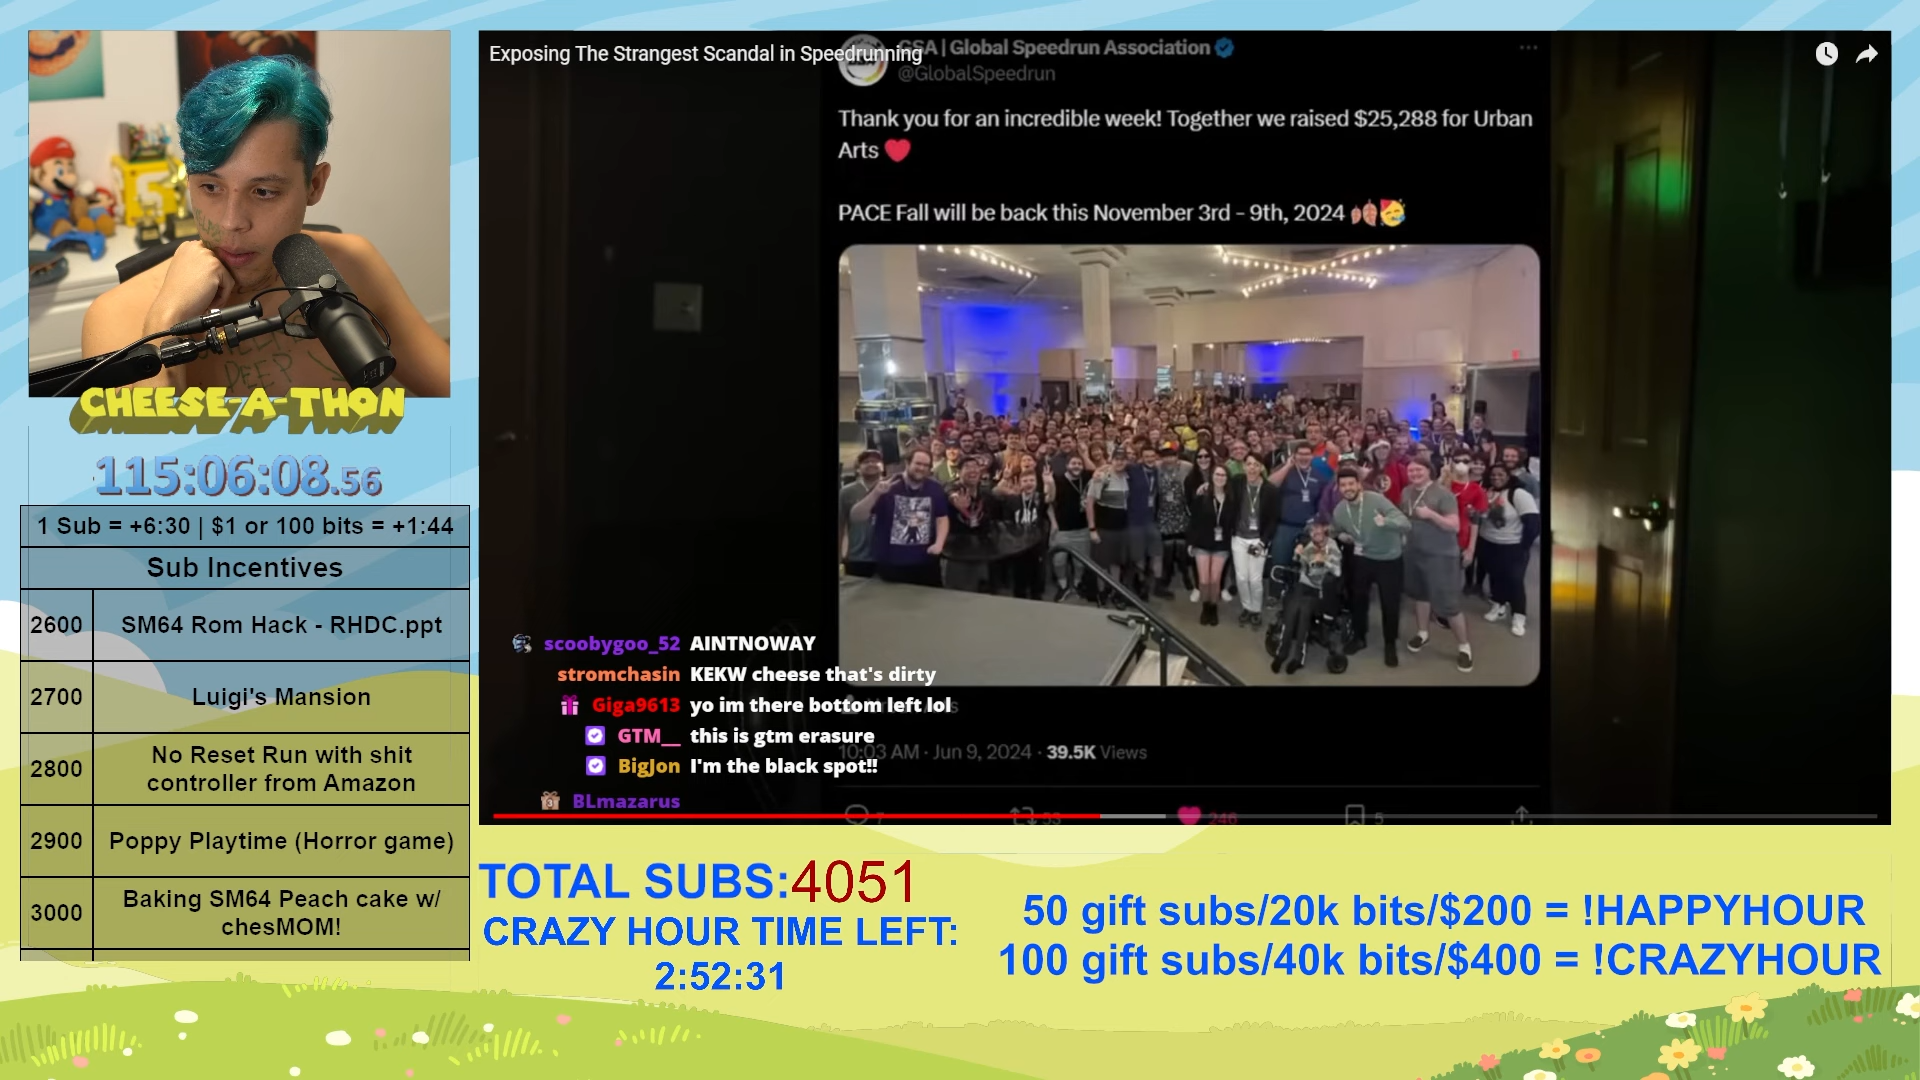 Exposing The Strangest Scandal in Speedrunning
GSA | Global Speedrun Association
@GlobalSpeedrun
Thank you for an incredible week! Together we raised $25,288 for Urban
Arts ❤️
PACE Fall will be back this November 3rd - 9th, 2024 🍂🥳
10:03 AM · Jun 9, 2024 · 39.5K Views
7
53
246
5
scoobygoo_52 AINTNOWAY
stromchasin KEKW cheese that's dirty
Giga9613 yo im there bottom left lol
GTM__ this is gtm erasure
BigJon I'm the black spot!!
BLmazarus
DEEP
CHEESE-A-THON
115:06:08.56
1 Sub = +6:30 | $1 or 100 bits = +1:44
Sub Incentives
2600 SM64 Rom Hack - RHDC.ppt
2700 Luigi's Mansion
2800 No Reset Run with shit
controller from Amazon
2900 Poppy Playtime (Horror game)
3000 Baking SM64 Peach cake w/
chesMOM!
TOTAL SUBS:4051
CRAZY HOUR TIME LEFT:
2:52:31
50 gift subs/20k bits/$200 = !HAPPYHOUR
100 gift subs/40k bits/$400 = !CRAZYHOUR